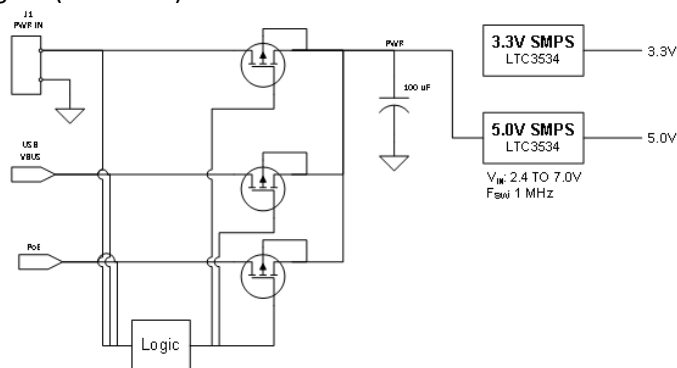 J1
PWR IN
PWR
100 uF
3.3V SMPS
LTC3534
3.3V
5.0V SMPS
LTC3534
5.0V
VIN: 2.4 TO 7.0V
FSWI 1 MHz
USB
VBUS
PoE
Logic